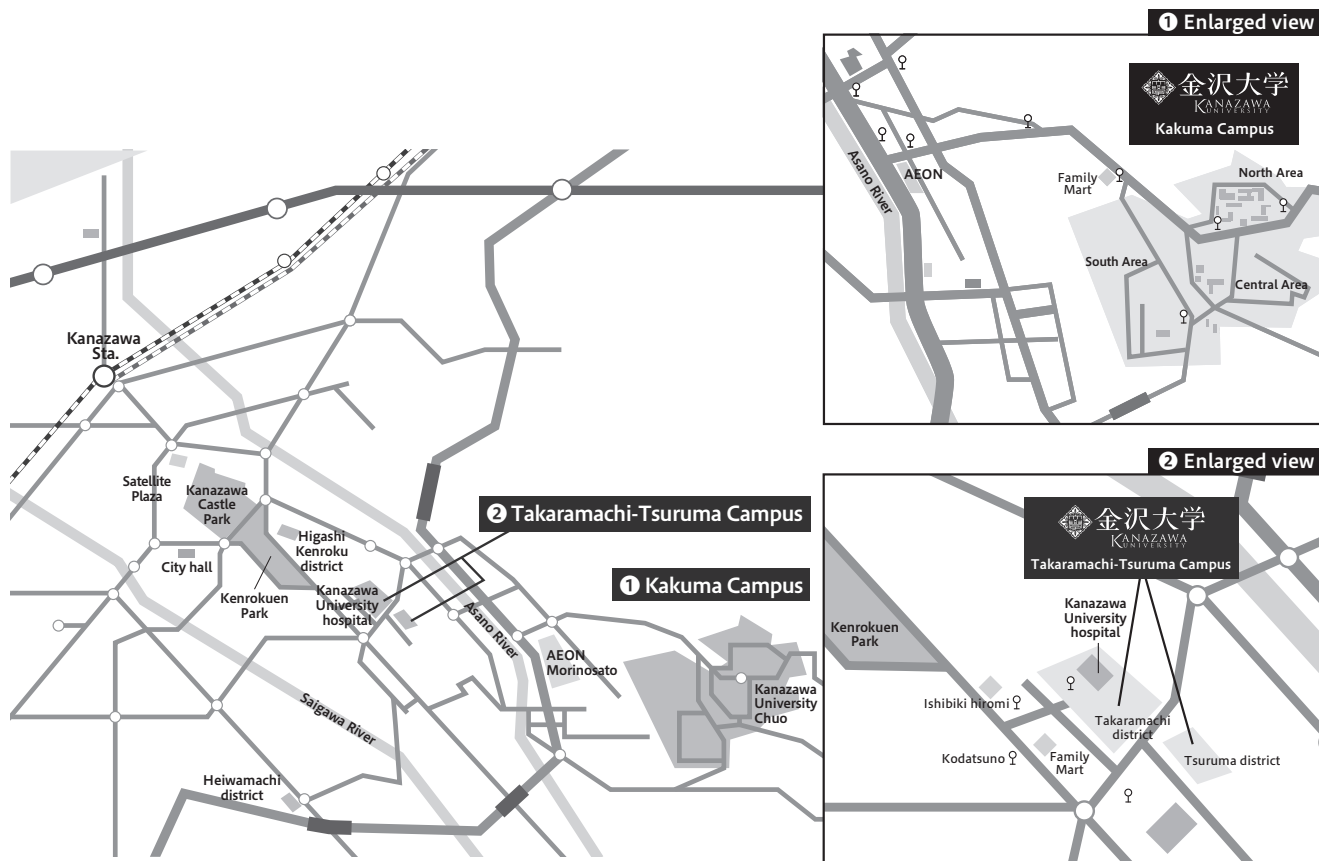 ❶ Enlarged view
金沢大学
KANAZAWA
UNIVERSITY
Kakuma Campus
Asano River
AEON
Family
Mart
North Area
South Area
Central Area
Kanazawa
Sta.
Satellite
Plaza
Kanazawa
Castle
Park
City hall
Kenrokuen
Park
Higashi
Kenroku
district
Kanazawa
University
hospital
❷ Takaramachi-Tsuruma Campus
❶ Kakuma Campus
Asano River
AEON
Morinosato
Kanazawa
University
Chuo
Saigawa River
Heiwamachi
district
❷ Enlarged view
金沢大学
KANAZAWA
UNIVERSITY
Takaramachi-Tsuruma Campus
Kenrokuen
Park
Kanazawa
University
hospital
Ishibiki hiromi
Takaramachi
district
Kodatsuno
Family
Mart
Tsuruma district